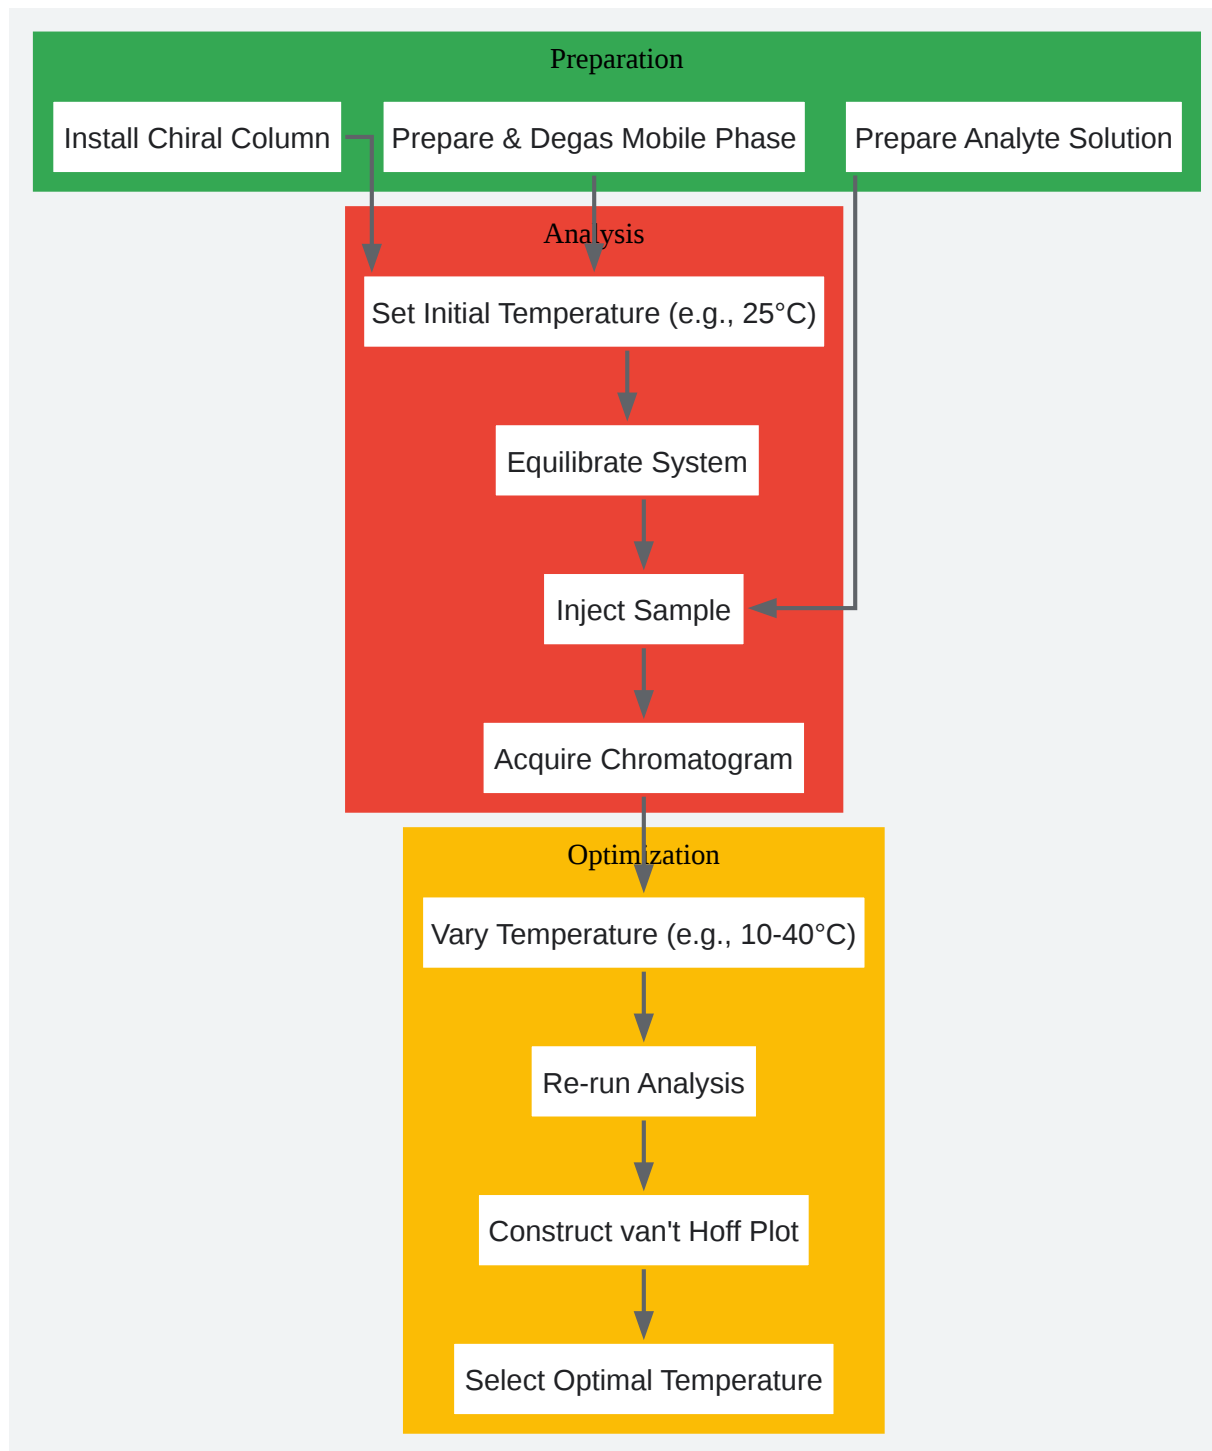 Preparation
Install Chiral Column
Prepare & Degas Mobile Phase
Prepare Analyte Solution
Analysis
Set Initial Temperature (e.g., 25°C)
Equilibrate System
Inject Sample
Acquire Chromatogram
Optimization
Vary Temperature (e.g., 10-40°C)
Re-run Analysis
Construct van't Hoff Plot
Select Optimal Temperature